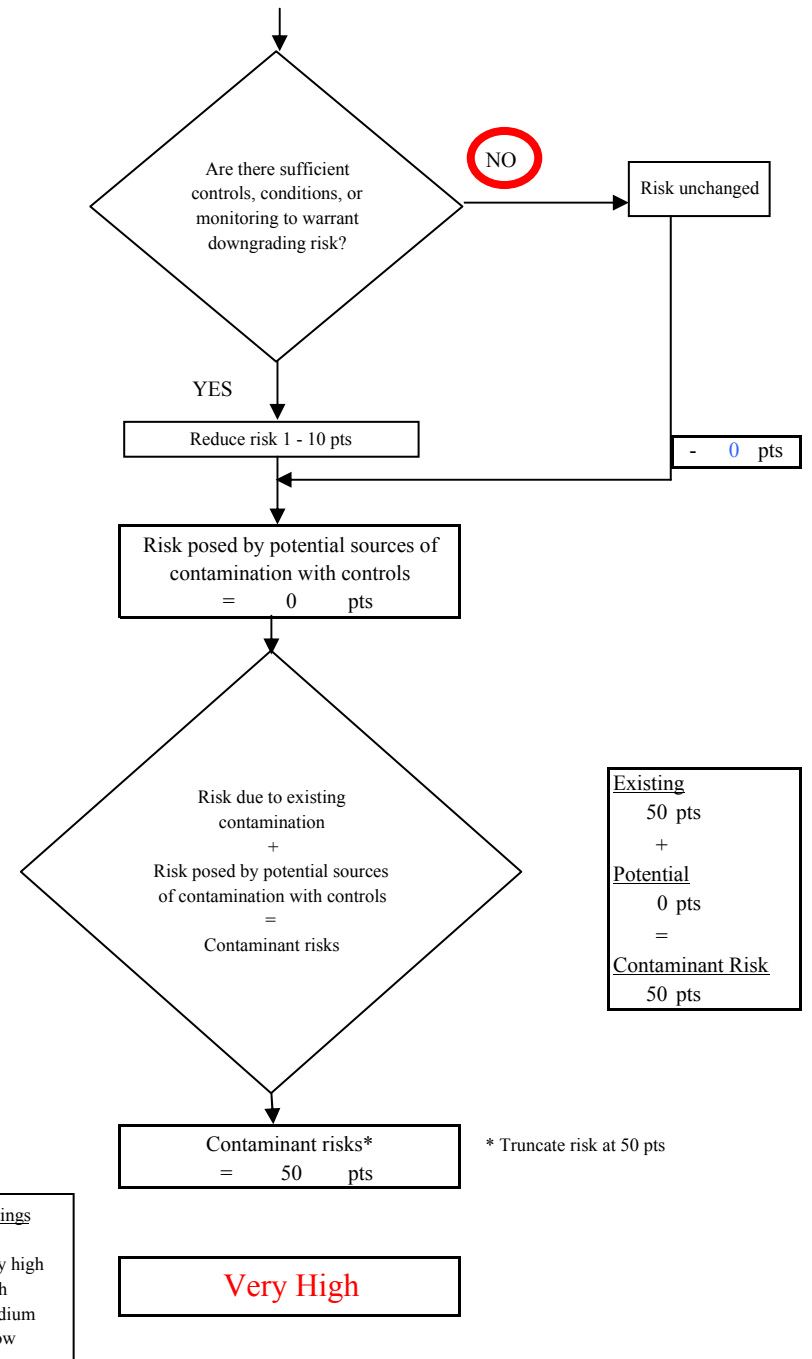 Are there sufficient
controls, conditions, or
monitoring to warrant
downgrading risk?
NO
Risk unchanged
YES
Reduce risk 1 - 10 pts
- 0 pts
Risk posed by potential sources of
contamination with controls
= 0 pts
Risk due to existing
contamination
+
Risk posed by potential sources
of contamination with controls
=
Contaminant risks
Existing
50 pts
+
Potential
0 pts
=
Contaminant Risk
50 pts
Contaminant risks*
= 50 pts
* Truncate risk at 50 pts
high
Very High